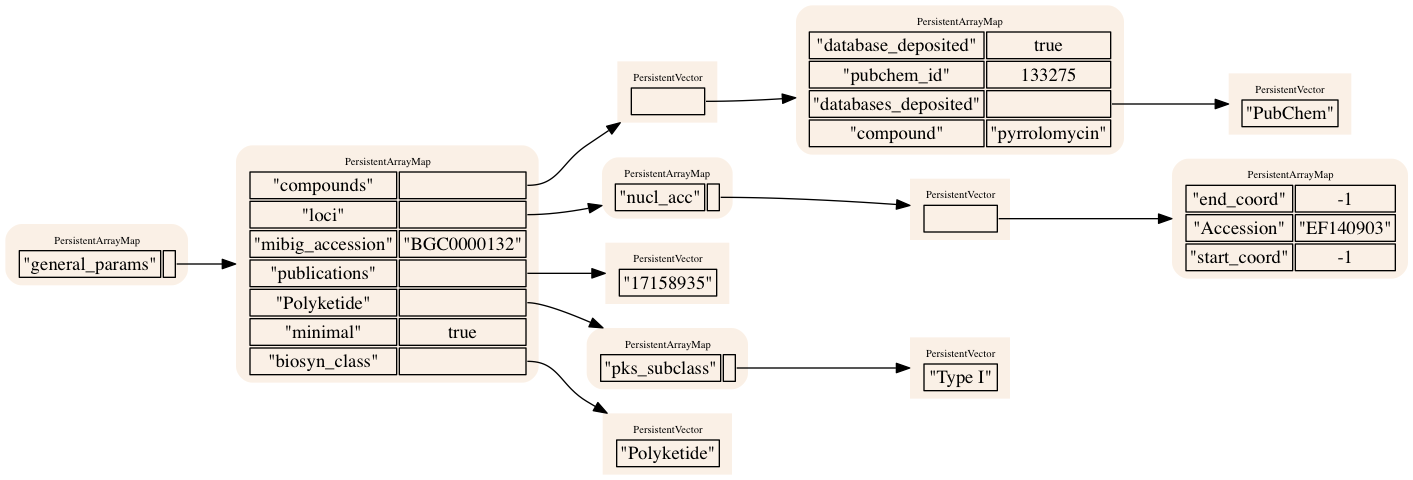 PersistentArrayMap
"general_params"
PersistentArrayMap
"compounds"
"loci"
"mibig_accession" "BGC0000132"
"publications"
"Polyketide"
"minimal" true
"biosyn_class"
PersistentVector
PersistentArrayMap
"database_deposited" true
"pubchem_id" 133275
"databases_deposited"
"compound" "pyrrolomycin"
PersistentVector
"PubChem"
PersistentArrayMap
"nucl_acc"
PersistentVector
PersistentArrayMap
"end_coord" -1
"Accession" "EF140903"
"start_coord" -1
PersistentVector
"17158935"
PersistentArrayMap
"pks_subclass"
PersistentVector
"Type I"
PersistentVector
"Polyketide"